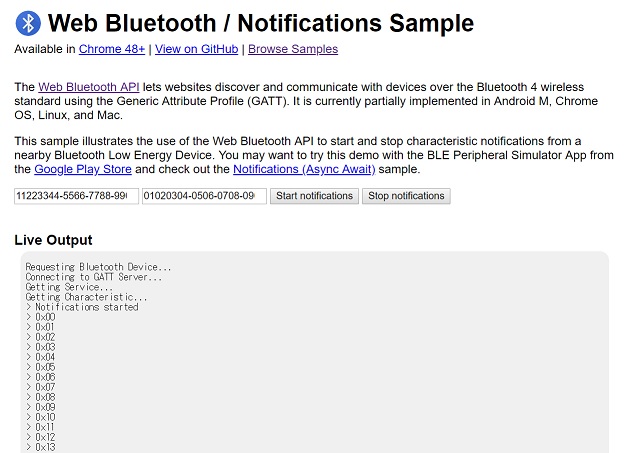 Web Bluetooth / Notifications Sample
Available in Chrome 48+ | View on GitHub | Browse Samples
The Web Bluetooth API lets websites discover and communicate with devices over the Bluetooth 4 wireless
standard using the Generic Attribute Profile (GATT). It is currently partially implemented in Android M, Chrome
OS, Linux, and Mac.
This sample illustrates the use of the Web Bluetooth API to start and stop characteristic notifications from a
nearby Bluetooth Low Energy Device. You may want to try this demo with the BLE Peripheral Simulator App from
the Google Play Store and check out the Notifications (Async Await) sample.
11223344-5566-7788-99 01020304-0506-0708-09 Start notifications Stop notifications
Live Output
Requesting Bluetooth Device...
Connecting to GATT Server...
Getting Service...
Getting Characteristic...
> Notifications started
> 0x00
> 0x01
> 0x02
> 0x03
> 0x04
> 0x05
> 0x06
> 0x07
> 0x08
> 0x09
> 0x10
> 0x11
> 0x12
> 0x13